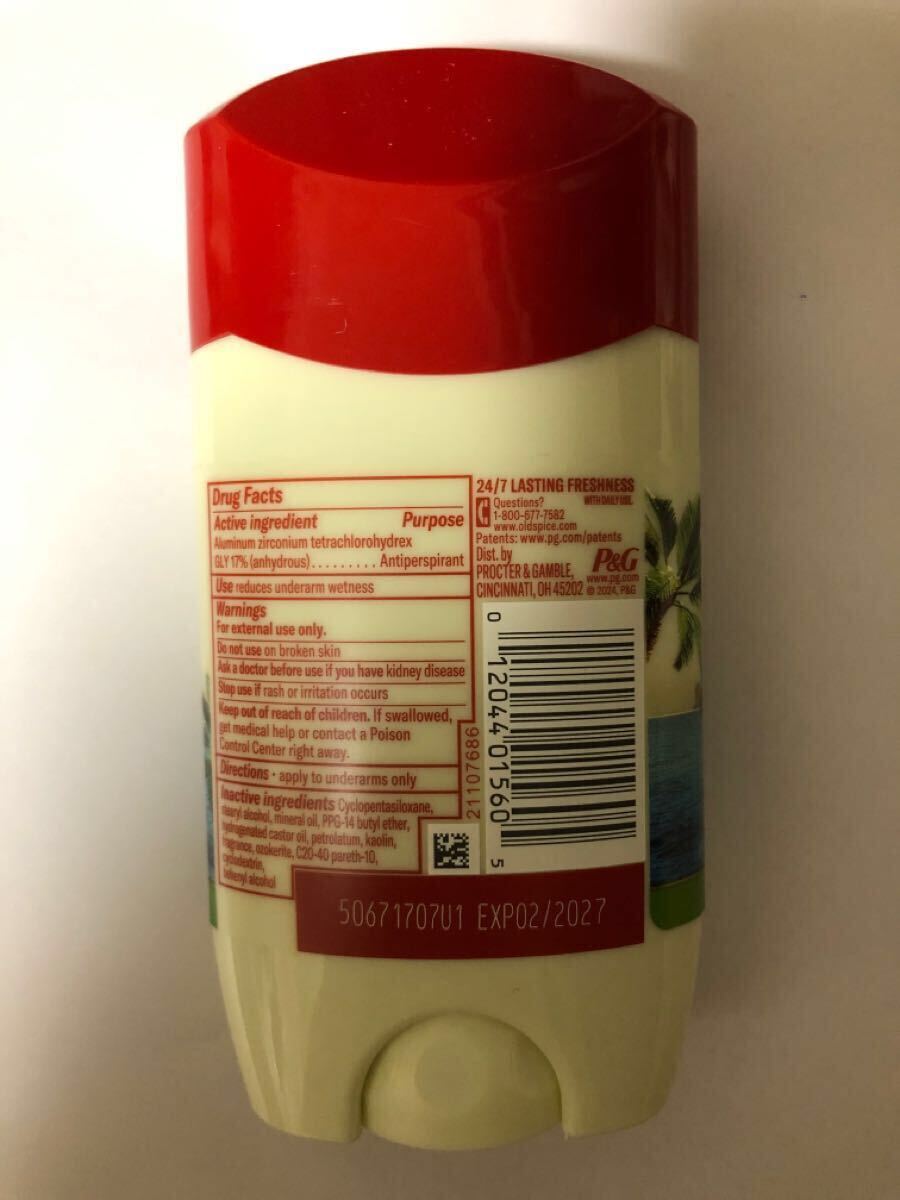 Drug Facts
Active ingredient Purpose
Aluminum zirconium tetrachlorohydrex
GLY 17% (anhydrous)......... Antiperspirant
Use reduces underarm wetness
Warnings
For external use only.
Do not use on broken skin
Ask a doctor before use if you have kidney disease
Stop use if rash or irritation occurs
Keep out of reach of children. If swallowed,
get medical help or contact a Poison
Control Center right away.
Directions • apply to underarms only
Inactive ingredients Cyclopentasiloxane,
stearyl alcohol, mineral oil, PPG-14 butyl ether,
hydrogenated castor oil, petrolatum, kaolin,
fragrance, ozokerite, C20-40 pareth-10,
cyclodextrin,
behenyl alcohol
24/7 LASTING FRESHNESS
WITH DAILY USE.
Questions?
1-800-677-7582
www.oldspice.com
Patents: www.pg.com/patents
Dist. by
PROCTER & GAMBLE,
CINCINNATI, OH 45202
P&G
www.pg.com
© 2024, P&G
21107686
0 12044 01560 5
50671707U1 EXP02/2027